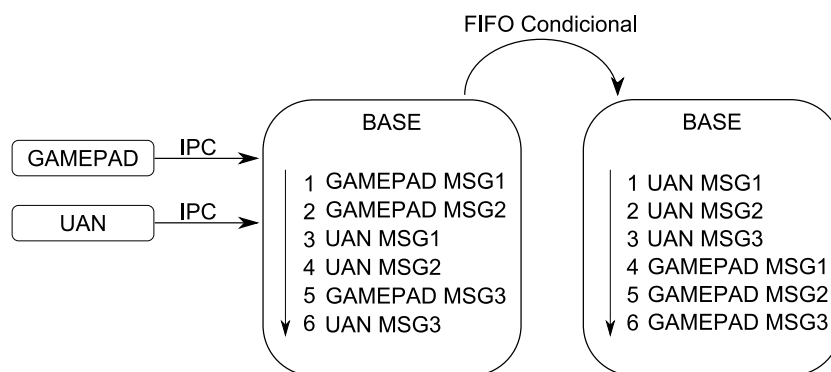 FIFO Condicional
GAMEPAD
IPC
UAN
IPC
BASE
1 GAMEPAD MSG1
2 GAMEPAD MSG2
3 UAN MSG1
4 UAN MSG2
5 GAMEPAD MSG3
6 UAN MSG3
BASE
1 UAN MSG1
2 UAN MSG2
3 UAN MSG3
4 GAMEPAD MSG1
5 GAMEPAD MSG2
6 GAMEPAD MSG3